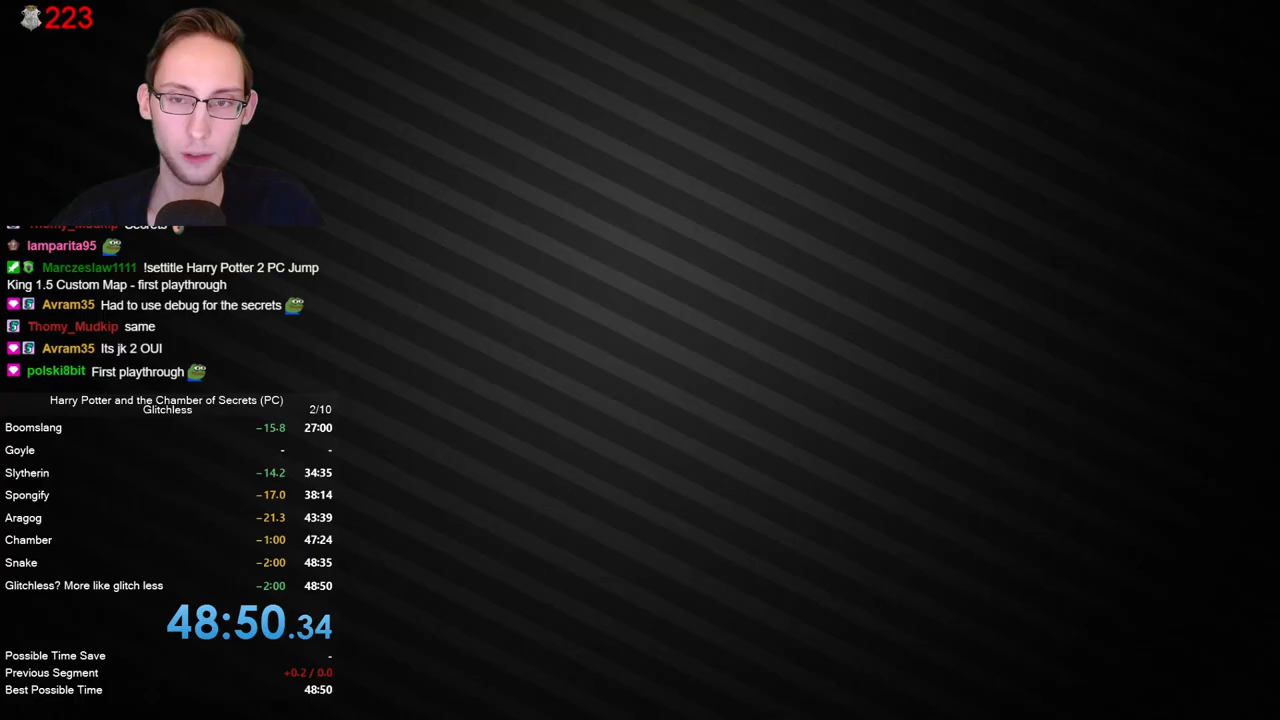 223
Thomy_Mudkip Secrets
lamparita95
Marczeslaw1111 !settitle Harry Potter 2 PC Jump
King 1.5 Custom Map - first playthrough
Avram35 Had to use debug for the secrets
Thomy_Mudkip same
Avram35 Its jk 2 OUI
polski8bit First playthrough
Harry Potter and the Chamber of Secrets (PC)
Glitchless 2/10
Boomslang −15.8 27:00
Goyle - -
Slytherin −14.2 34:35
Spongify −17.0 38:14
Aragog −21.3 43:39
Chamber −1:00 47:24
Snake −2:00 48:35
Glitchless? More like glitch less −2:00 48:50
48:50.34
Possible Time Save -
Previous Segment +0.2 / 0.0
Best Possible Time 48:50